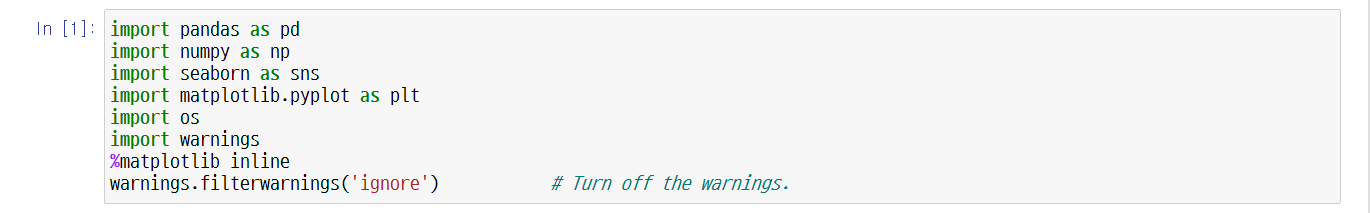 In [1]:
import pandas as pd
import numpy as np
import seaborn as sns
import matplotlib.pyplot as plt
import os
import warnings
%matplotlib inline
warnings.filterwarnings('ignore')           # Turn off the warnings.